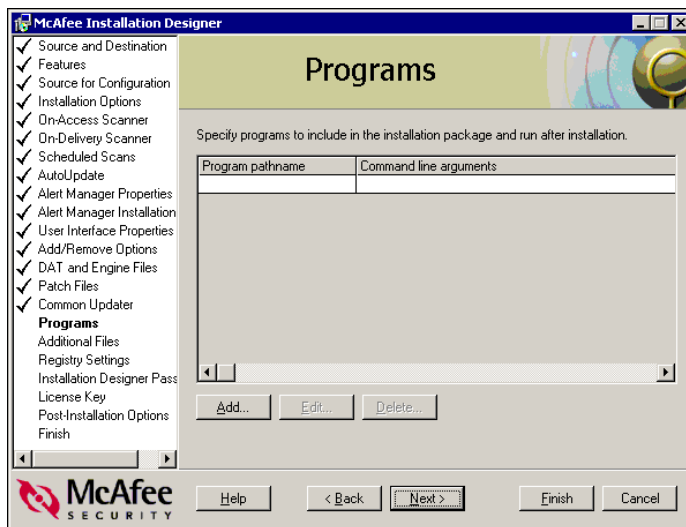 McAfee Installation Designer
Source and Destination
Features
Source for Configuration
Installation Options
On-Access Scanner
On-Delivery Scanner
Scheduled Scans
AutoUpdate
Alert Manager Properties
Alert Manager Installation
User Interface Properties
Add/Remove Options
DAT and Engine Files
Patch Files
Common Updater
Programs
Additional Files
Registry Settings
Installation Designer Pass
License Key
Post-Installation Options
Finish
Programs
Specify programs to include in the installation package and run after installation.
Program pathname Command line arguments
Add... Edit... Delete...
McAfee
SECURITY
Help < Back Next > Finish Cancel